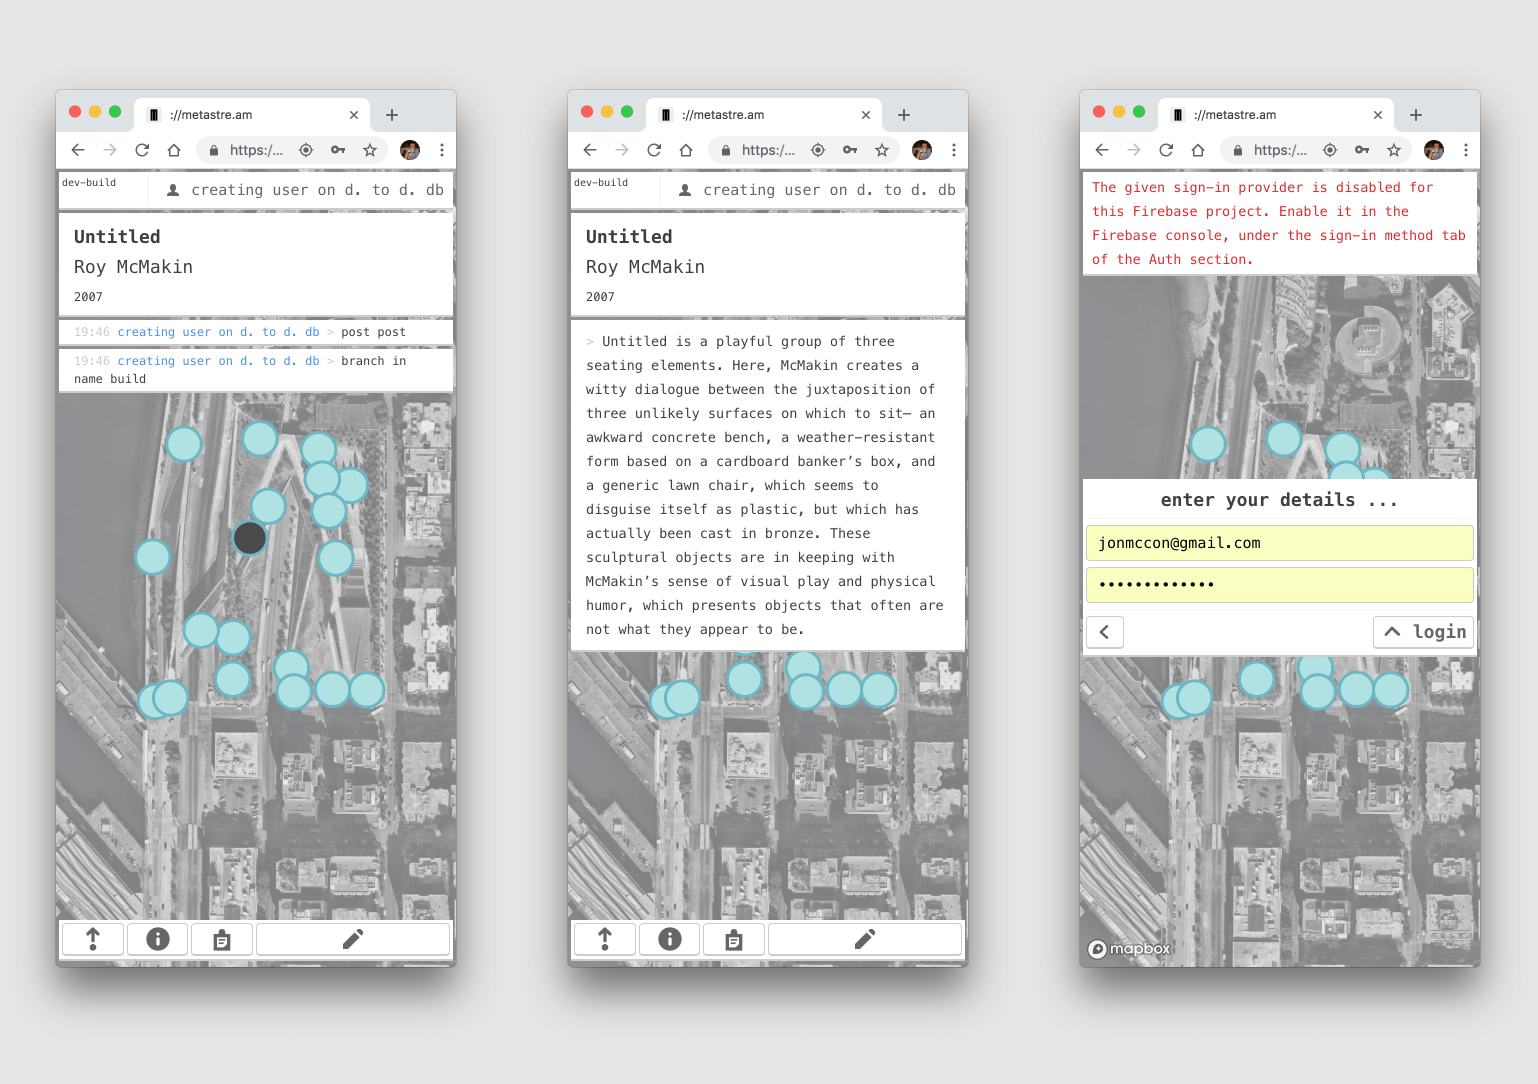 ://metastre.am
https:/...
dev-build
creating user on d. to d. db
Untitled
Roy McMakin
2007
19:46 creating user on d. to d. db > post post
19:46 creating user on d. to d. db > branch in
name build
://metastre.am
https:/...
dev-build
creating user on d. to d. db
Untitled
Roy McMakin
2007
> Untitled is a playful group of three
seating elements. Here, McMakin creates a
witty dialogue between the juxtaposition of
three unlikely surfaces on which to sit— an
awkward concrete bench, a weather-resistant
form based on a cardboard banker’s box, and
a generic lawn chair, which seems to
disguise itself as plastic, but which has
actually been cast in bronze. These
sculptural objects are in keeping with
McMakin’s sense of visual play and physical
humor, which presents objects that often are
not what they appear to be.
://metastre.am
https:/...
The given sign-in provider is disabled for
this Firebase project. Enable it in the
Firebase console, under the sign-in method tab
of the Auth section.
enter your details ...
jonmccon@gmail.com
•••••••••••••
login
mapbox